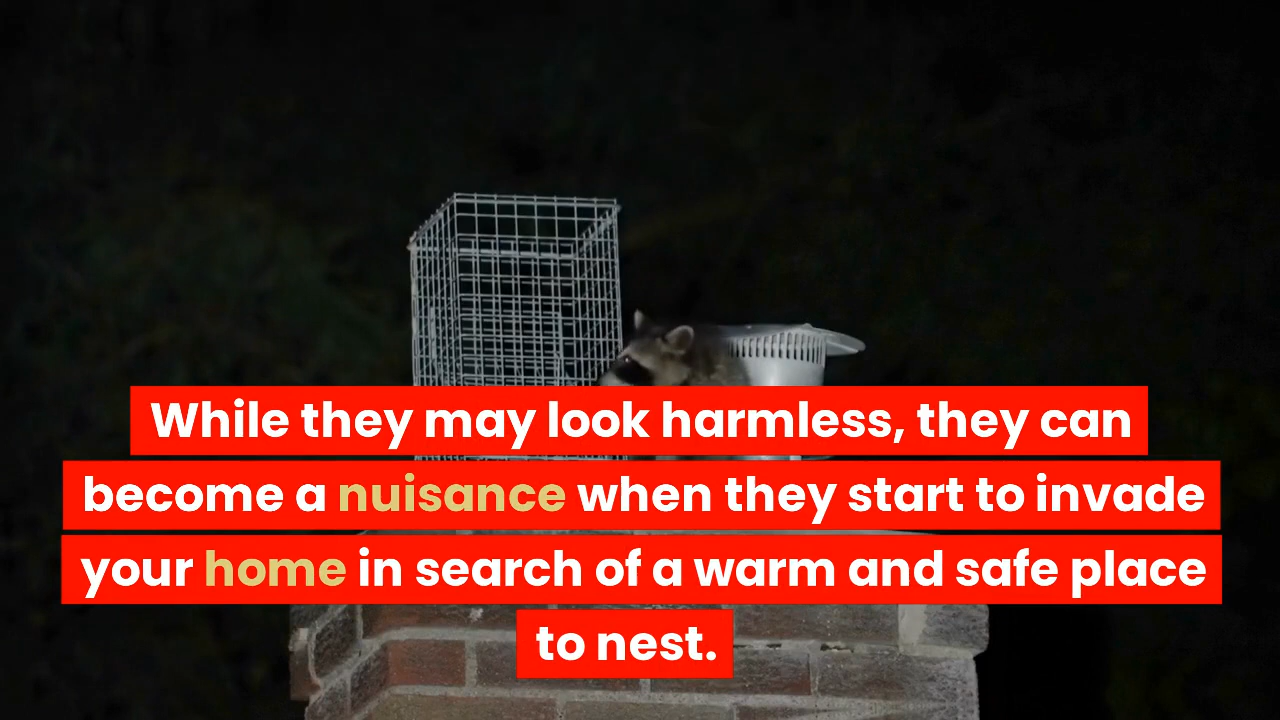 While they may look harmless, they can
become a nuisance when they start to invade
your home in search of a warm and safe place
to nest.